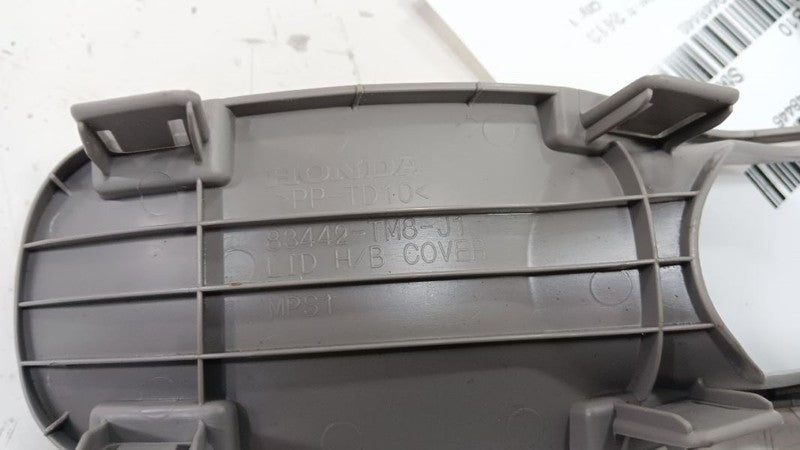 HONDA
>PP-TD10<
83442-TM8-J1
LID H/B COVER
MPS1